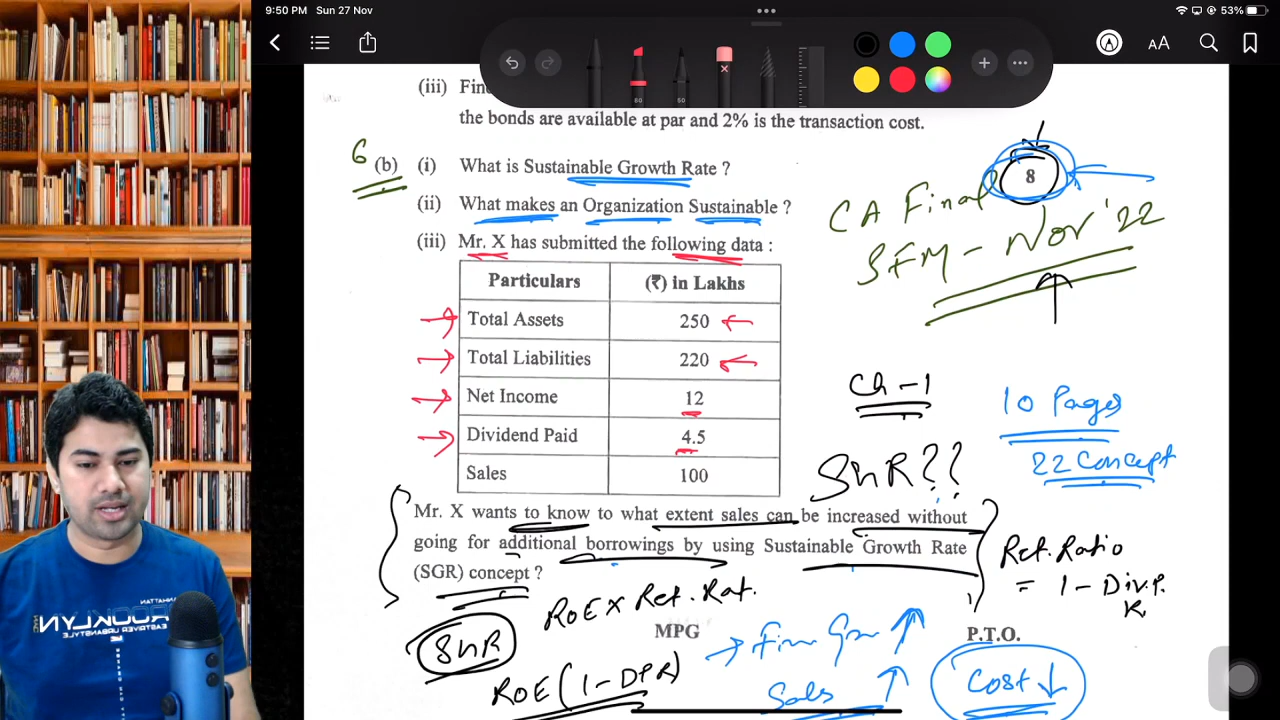 9:50 PM Sun 27 Nov
53%
AA
80
50
(iii) Fin
the bonds are available at par and 2% is the transaction cost.
6 (b) (i) What is Sustainable Growth Rate ?
8
(ii) What makes an Organization Sustainable ?
CA Final
SFM - Nov '22
(iii) Mr. X has submitted the following data :
Particulars (₹) in Lakhs
Total Assets 250
Total Liabilities 220
Net Income 12
Dividend Paid 4.5
Sales 100
Ch-1
10 Pages
22 Concept
SGR??
Mr. X wants to know to what extent sales can be increased without
going for additional borrowings by using Sustainable Growth Rate
(SGR) concept ?
Ret. Ratio
= 1 - Div. P.
R.
ROE X Ret. Rat.
MPG
P.T.O.
SGR
ROE (1-DPR)
Sales
Cost ↓
BROOKLYN